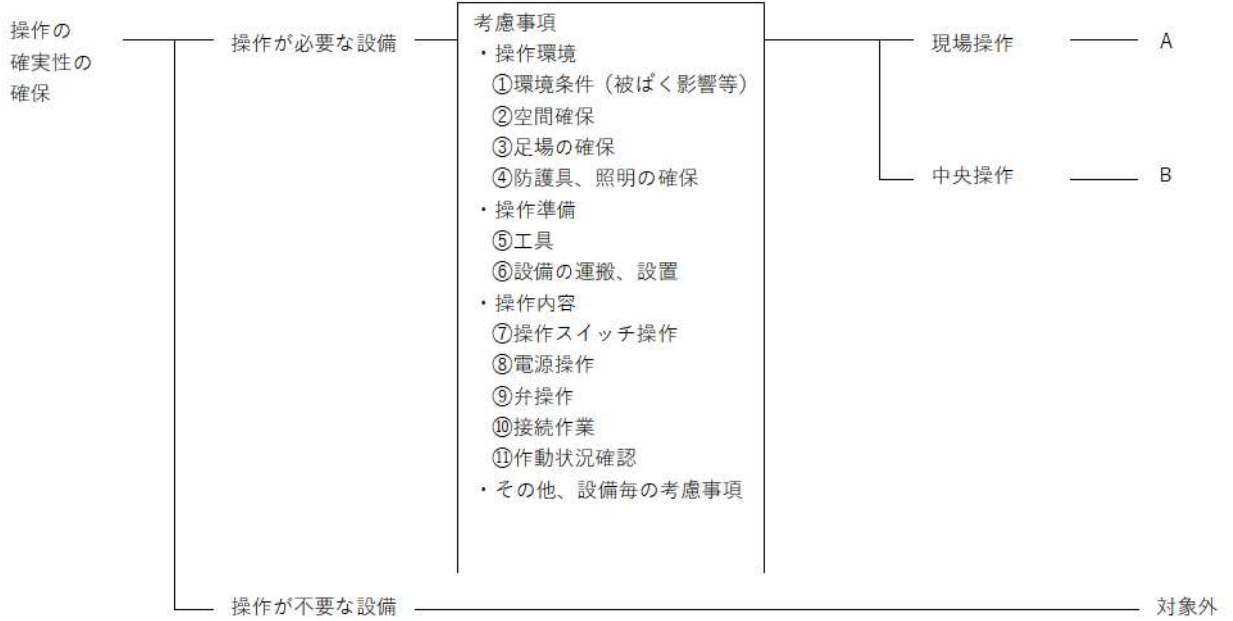 操作の
確実性の
確保
操作が必要な設備
考慮事項
・操作環境
①環境条件（被ばく影響等）
②空間確保
③足場の確保
④防護具、照明の確保
・操作準備
⑤工具
⑥設備の運搬、設置
・操作内容
⑦操作スイッチ操作
⑧電源操作
⑨弁操作
⑩接続作業
⑪作動状況確認
・その他、設備毎の考慮事項
現場操作
A
中央操作
B
操作が不要な設備
対象外